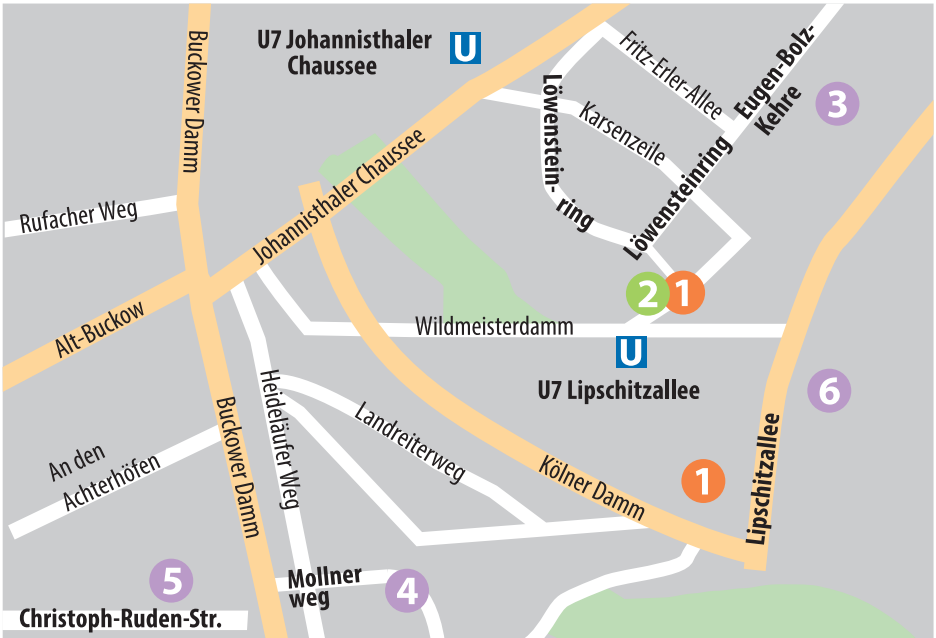 U7 Johannisthaler
Chaussee
U
Buckower Damm
Fritz-Erler-Allee
Eugen-Bolz-
Kehre
3
Löwenstein-
ring
Karsenzeile
Löwensteinring
Johannisthaler Chaussee
Rufacher Weg
2
1
Alt-Buckow
Wildmeisterdamm
U
U7 Lipschitzallee
6
Heideläufer Weg
Buckower Damm
Landreiterweg
An den
Achterhöfen
Kölner Damm
1
Lipschitzallee
5
Mollner
weg
4
Christoph-Ruden-Str.